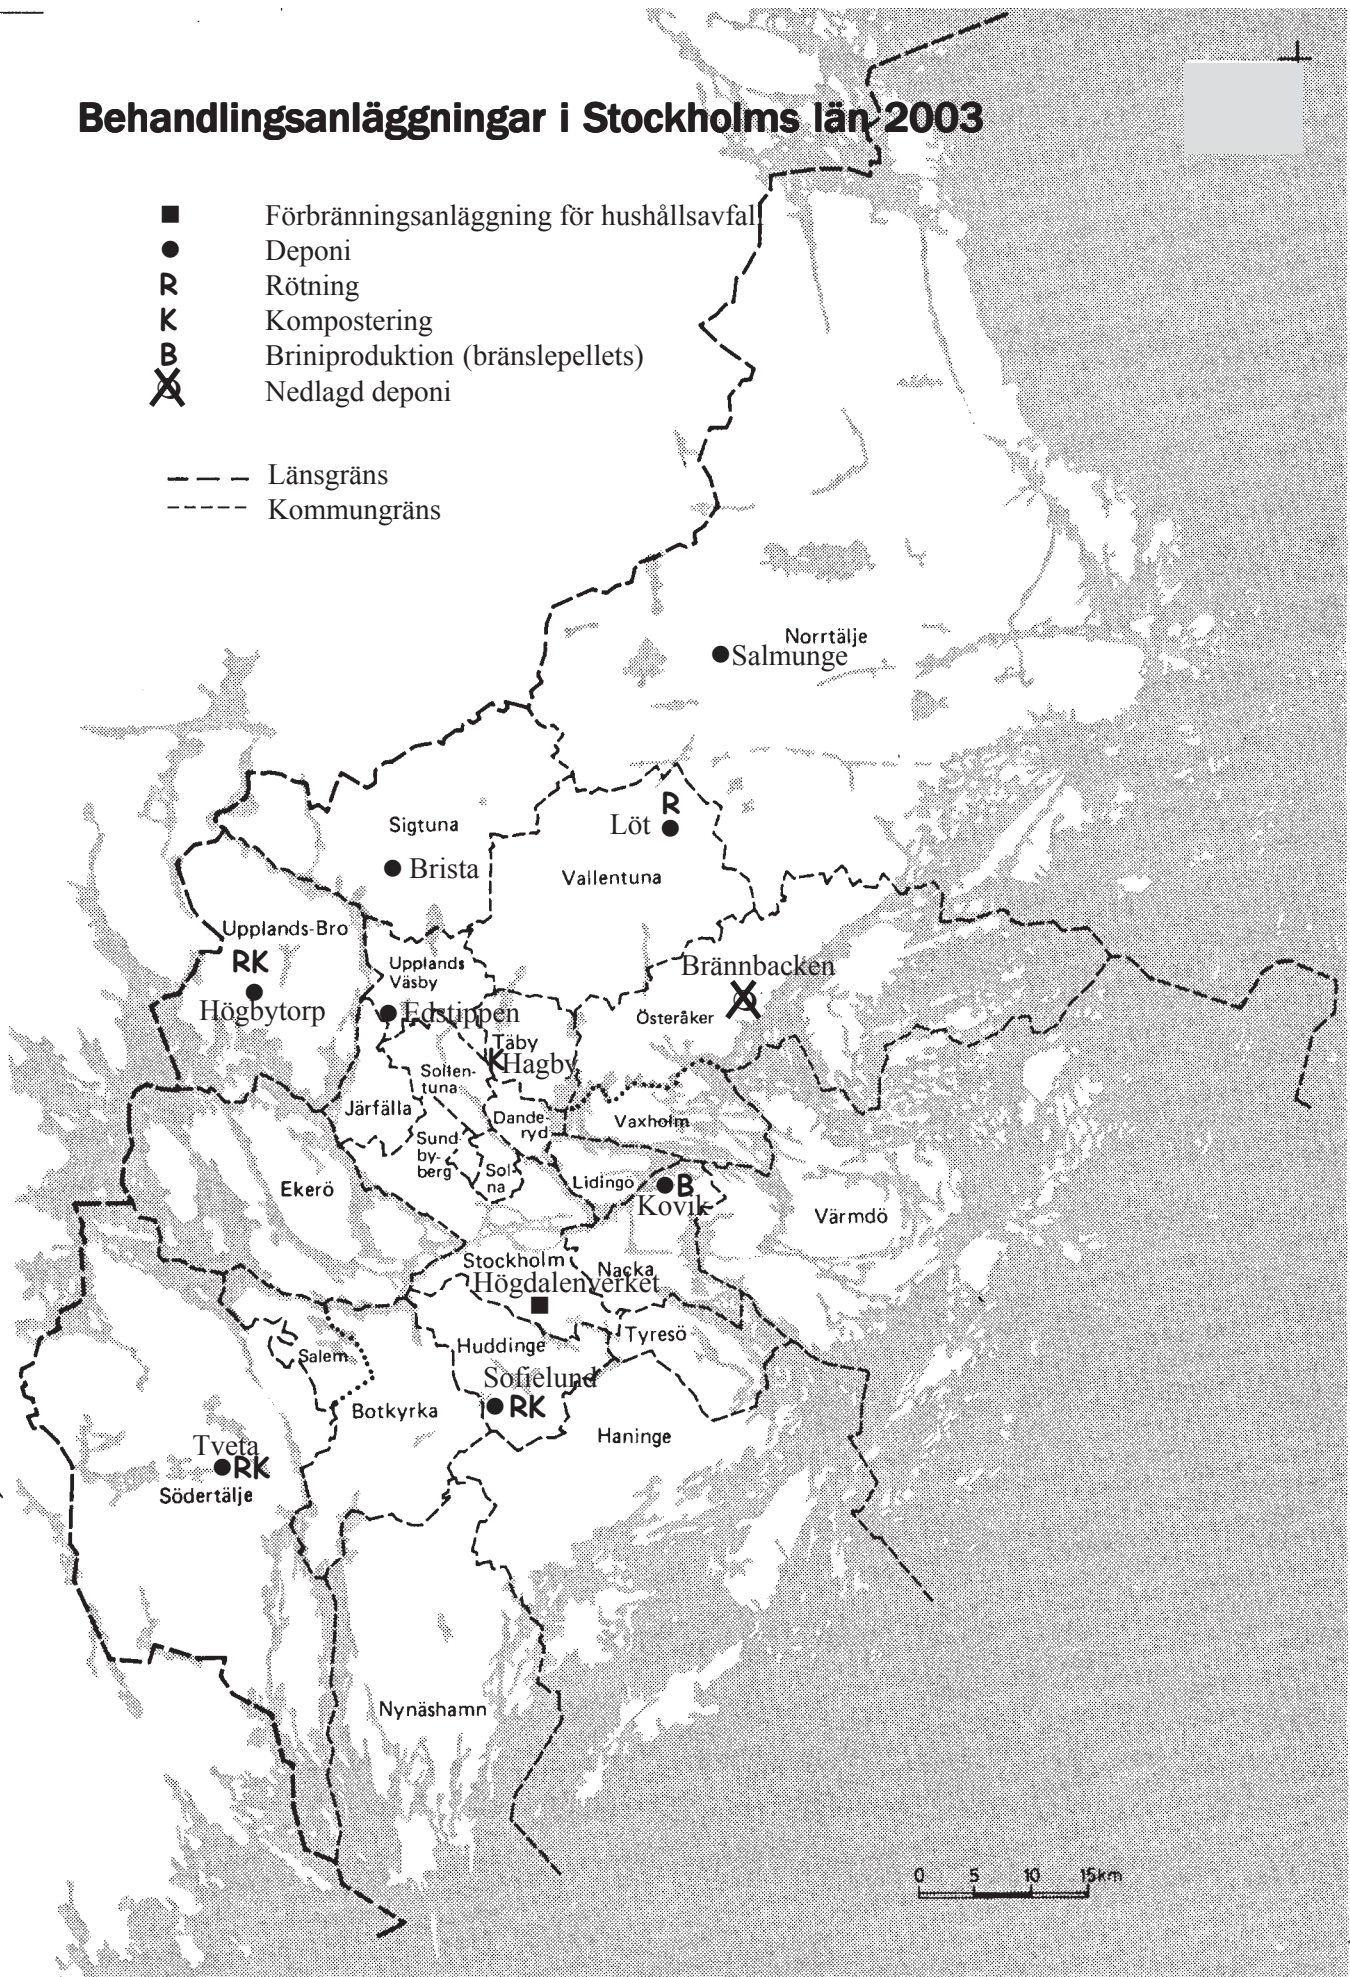 Behandlingsanläggningar i Stockholms län 2003
Förbränningsanläggning för hushållsavfall
Deponi
R Rötning
K Kompostering
B Briniproduktion (bränslepellets)
Nedlagd deponi
Länsgräns
Kommungräns
Norrtälje
Salmunge
R
Löt
Sigtuna
Brista
Vallentuna
Upplands-Bro
RK
Högbytorp
Upplands
Väsby
Edstippen
Brännbacken
Österåker
Täby
K Hagby
Sollen-
tuna
Järfälla
Dande-
ryd
Vaxholm
Sund
by-
berg
Sol
na
Lidingö
B
Kovik
Ekerö
Värmdö
Stockholm
Nacka
Högdalenverket
Huddinge
Tyresö
Salem
Sofielund
RK
Botkyrka
Haninge
Tveta
RK
Södertälje
Nynäshamn
0 5 10 15km